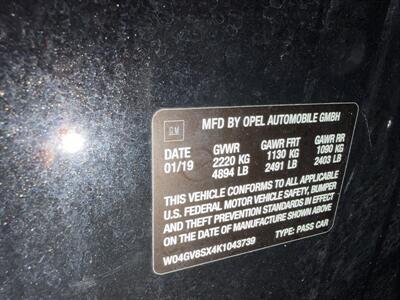 GM
MFD BY OPEL AUTOMOBILE GMBH
DATE GVWR GAWR FRT GAWR RR
01/19 2220 KG 1130 KG 1090 KG
4894 LB 2491 LB 2403 LB
THIS VEHICLE CONFORMS TO ALL APPLICABLE
U.S. FEDERAL MOTOR VEHICLE SAFETY, BUMPER
AND THEFT PREVENTION STANDARDS IN EFFECT
ON THE DATE OF MANUFACTURE SHOWN ABOVE.
W04GV8SX4K1043739 TYPE: PASS CAR